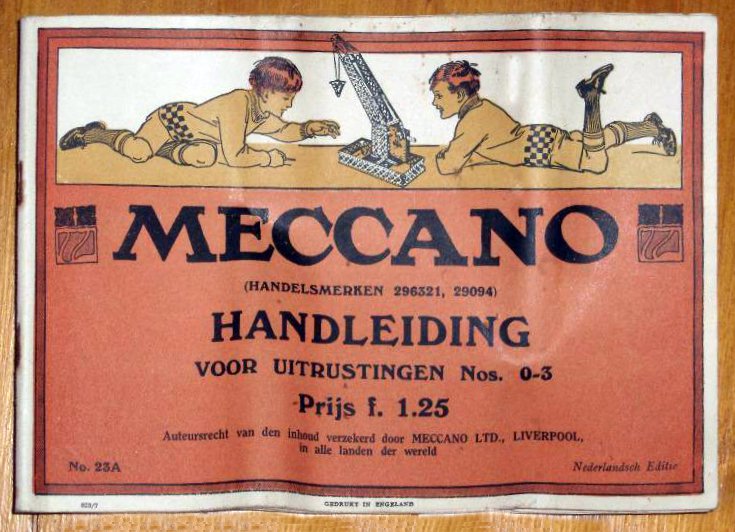 MECCANO
(HANDELSMERKEN 296321, 29094)
HANDLEIDING
VOOR UITRUSTINGEN Nos. 0-3
Prijs f. 1.25
Auteursrecht van den inhoud verzekerd door MECCANO LTD., LIVERPOOL,
in alle landen der wereld
No. 23A
Nederlandsch Editie
GEDRUKT IN ENGELAND